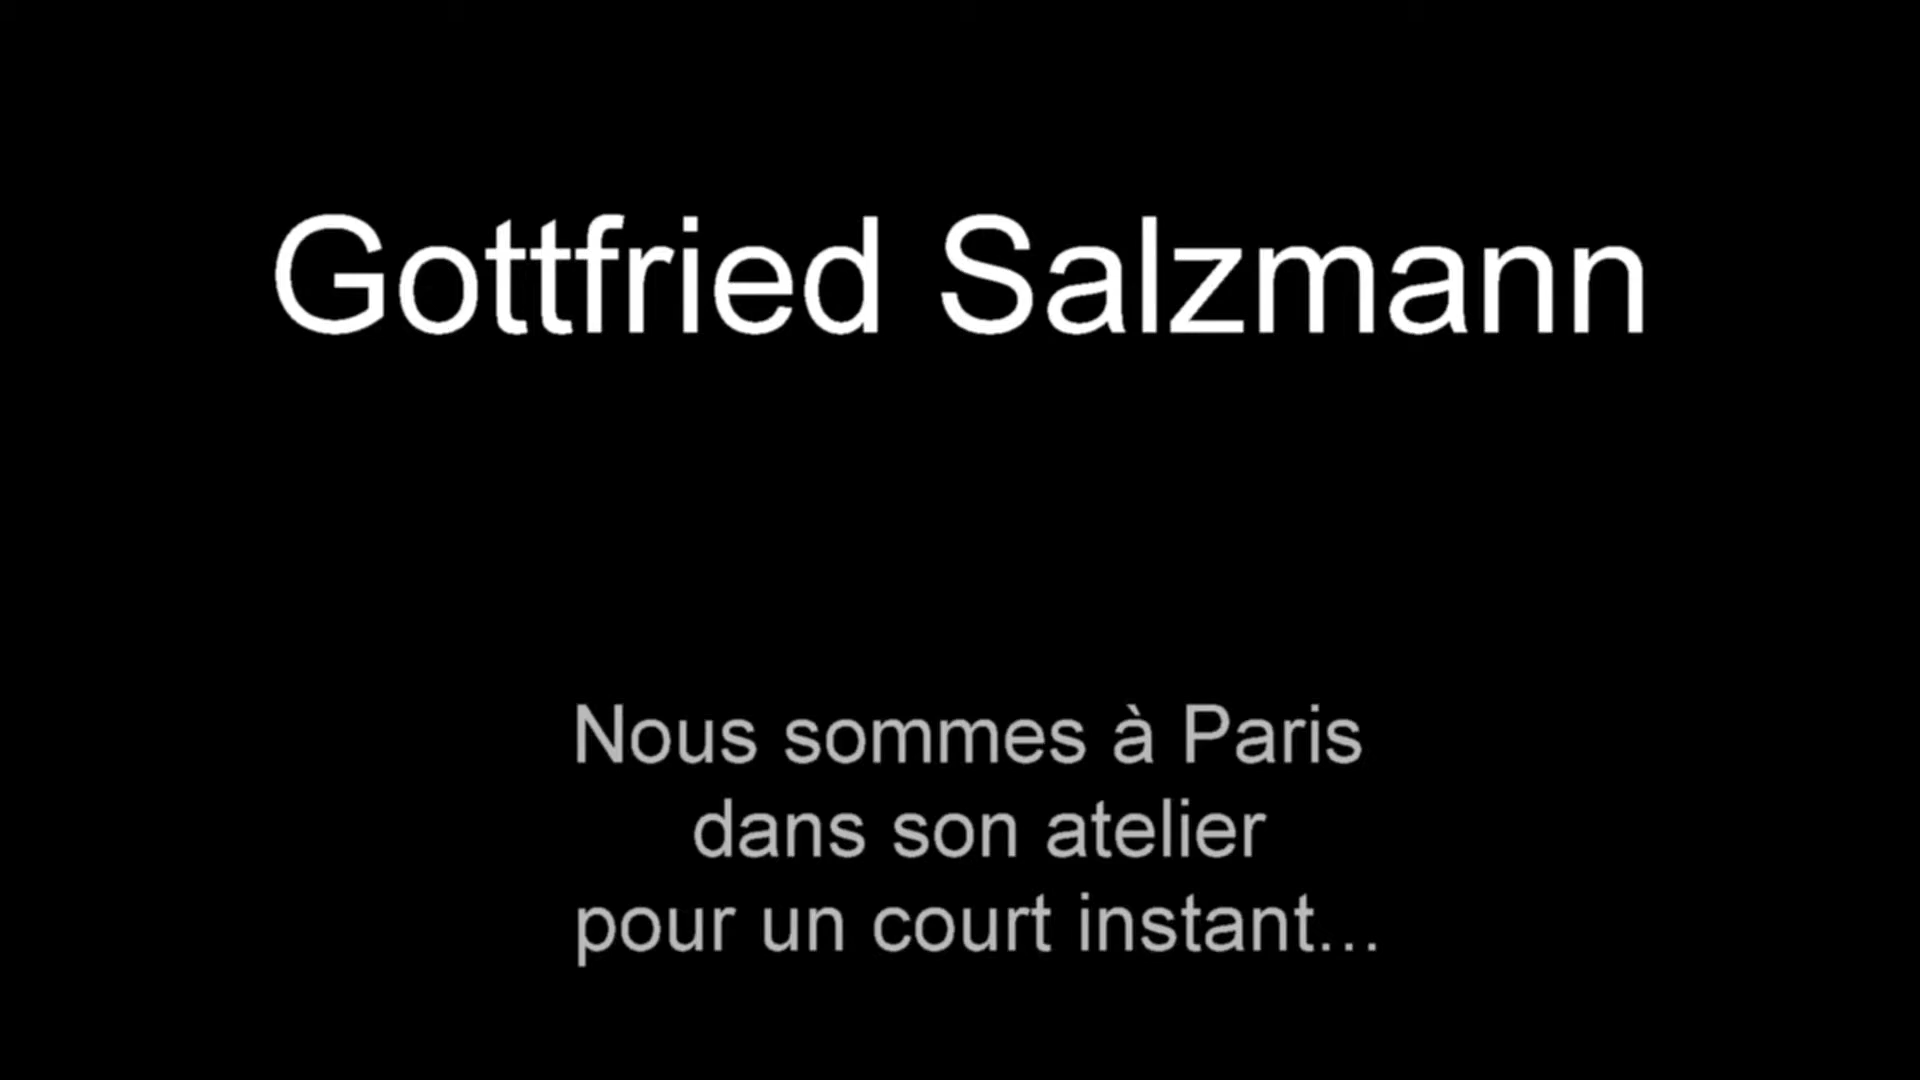 Gottfried Salzmann
Nous sommes à Paris
dans son atelier
pour un court instant...